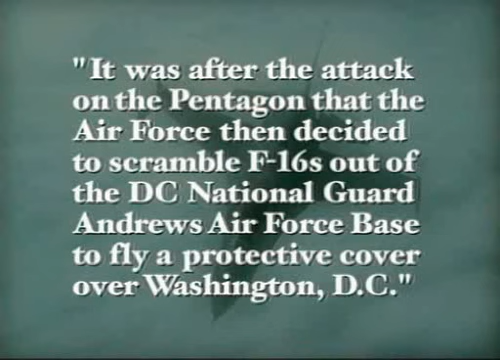 "It was after the attack
on the Pentagon that the
Air Force then decided
to scramble F-16s out of
the DC National Guard
Andrews Air Force Base
to fly a protective cover
over Washington, D.C."